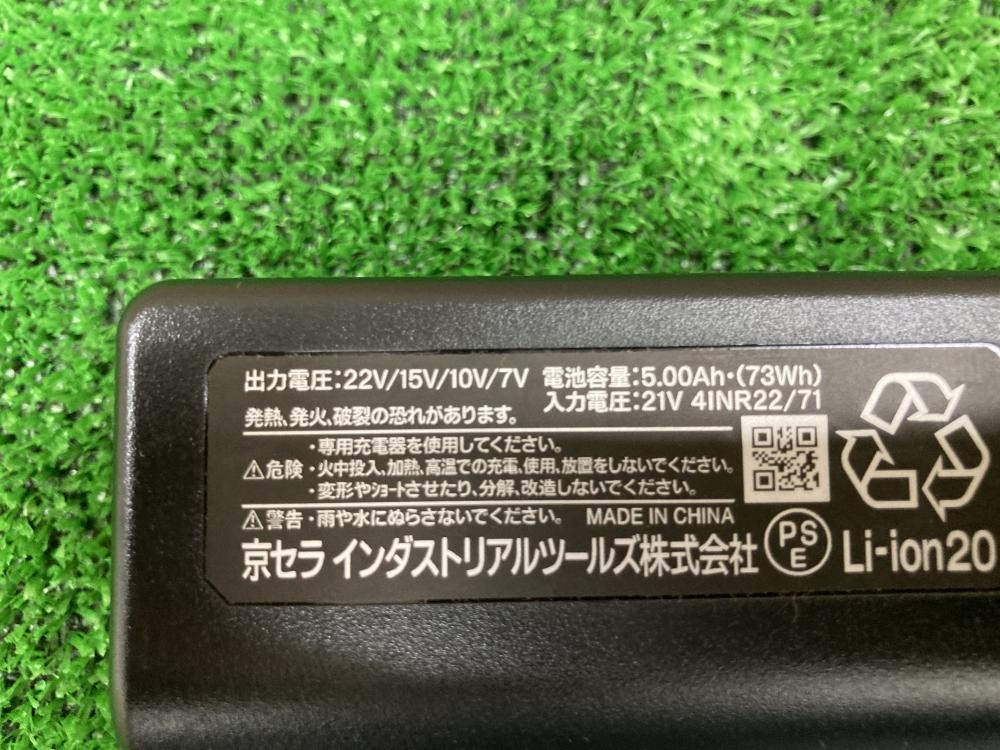 出力電圧:22V/15V/10V/7V 電池容量:5.00Ah・(73Wh)
入力電圧:21V 4INR22/71
発熱、発火、破裂の恐れがあります。
⚠危険
・専用充電器を使用してください。
・火中投入、加熱、高温での充電、使用、放置をしないでください。
・変形やショートさせたり、分解、改造しないでください。
⚠警告・雨や水にぬらさないでください。 MADE IN CHINA
京セラ インダストリアルツールズ株式会社
PS
E
Li-ion20